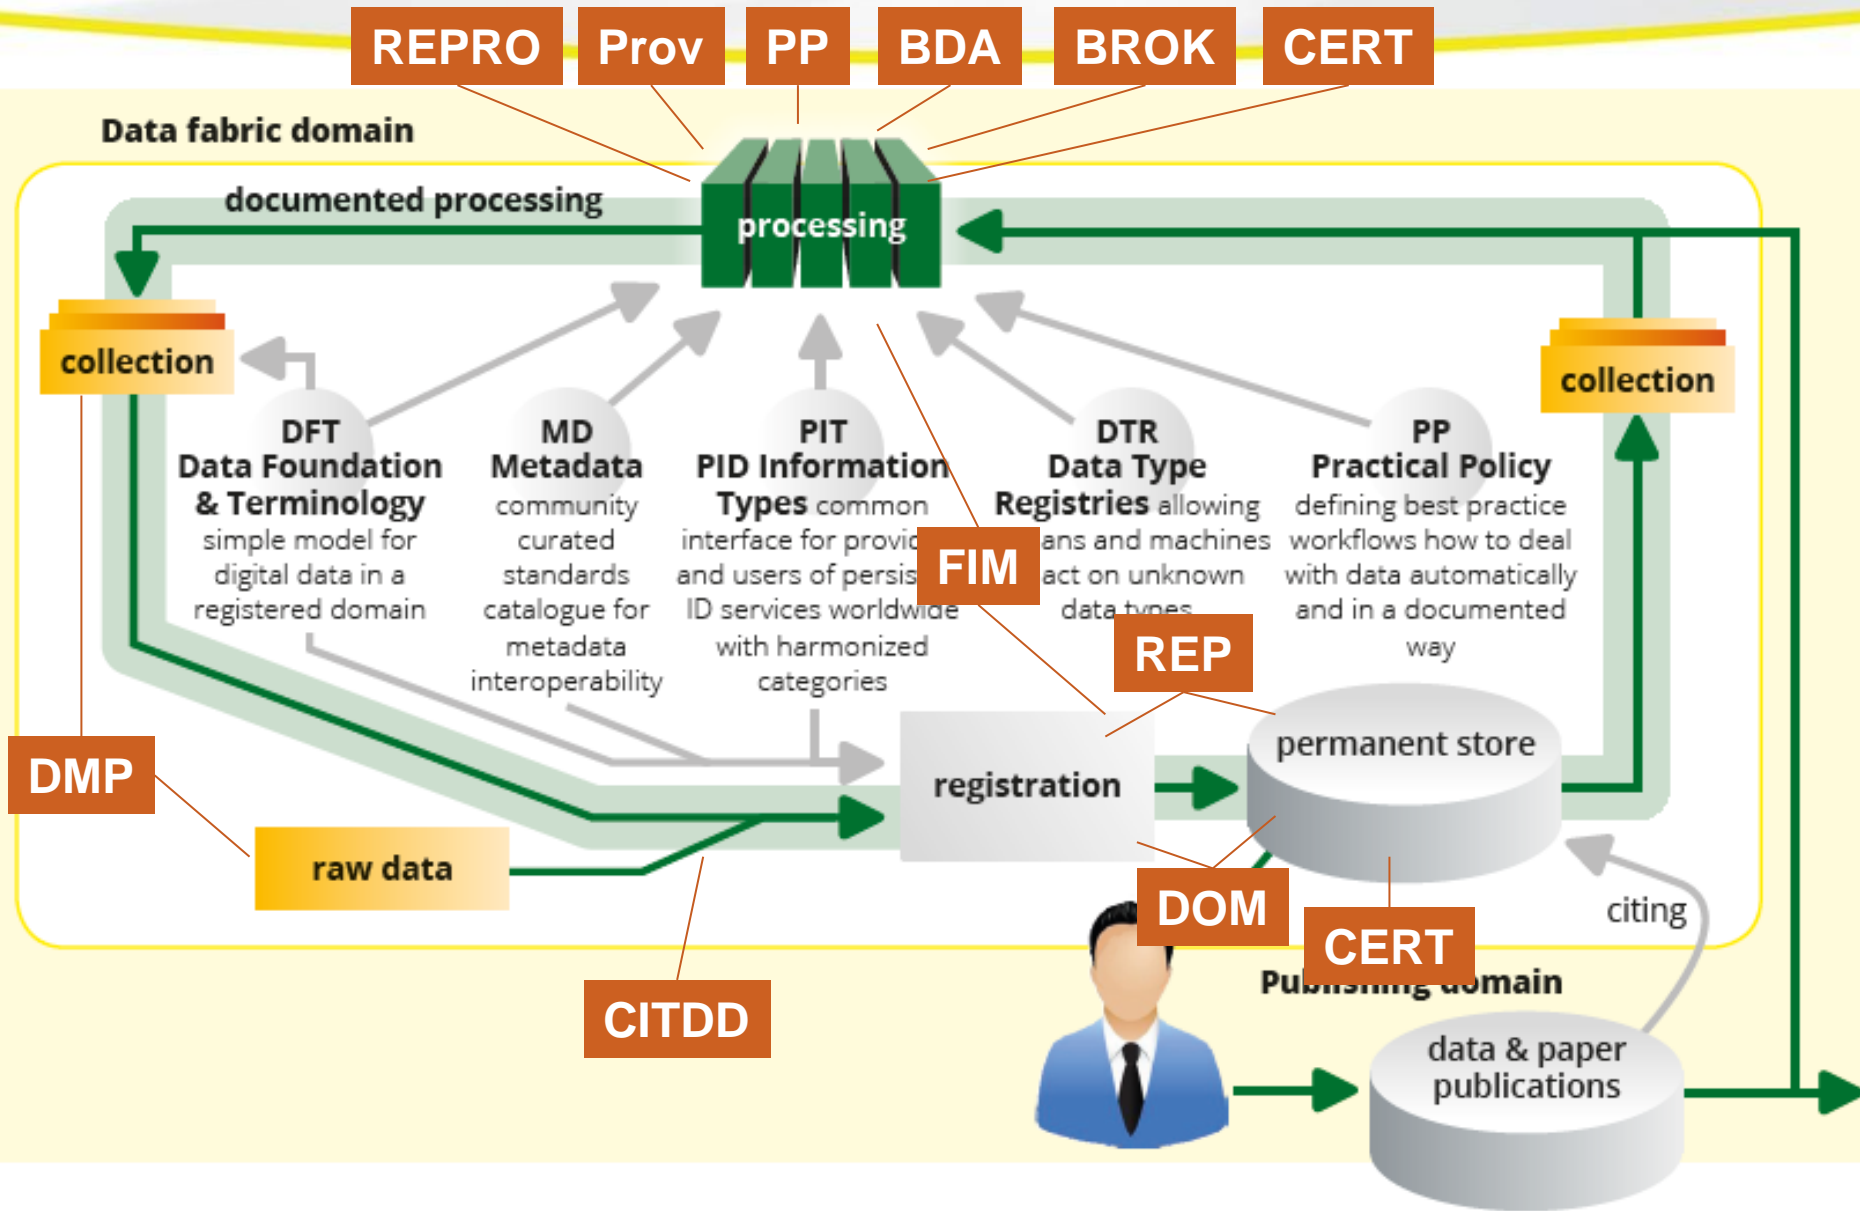 REPRO Prov PP BDA BROK CERT
Data fabric domain
documented processing
processing
collection
collection
DFT
Data Foundation
& Terminology
simple model for
digital data in a
registered domain
MD
Metadata
community
curated
standards
catalogue for
metadata
interoperability
PIT
PID Information
Types common
interface for
and users of
ID services worldwide
with harmonized
categories
DTR
Data Type
Registries allowing
and machines
act on unknown
data types
PP
Practical Policy
defining best practice
workflows how to deal
with data automatically
and in a documented
way
FIM
REP
DMP
raw data
registration
permanent store
DOM
CERT
citing
CITDD
Publishing domain
data & paper
publications